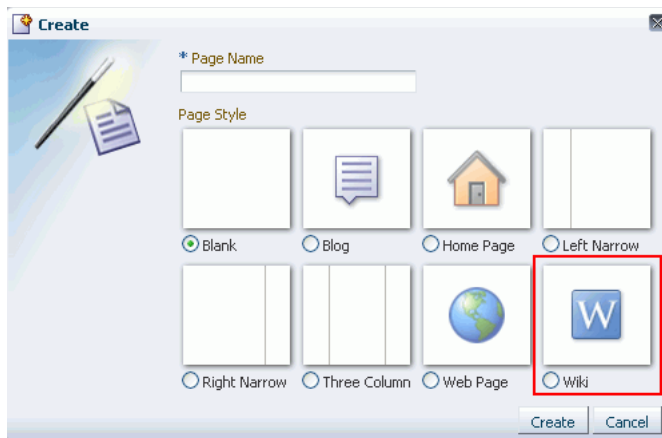 Create
* Page Name
Page Style
Blank
Blog
Home Page
Left Narrow
W
Right Narrow
Three Column
Web Page
Wiki
Create
Cancel